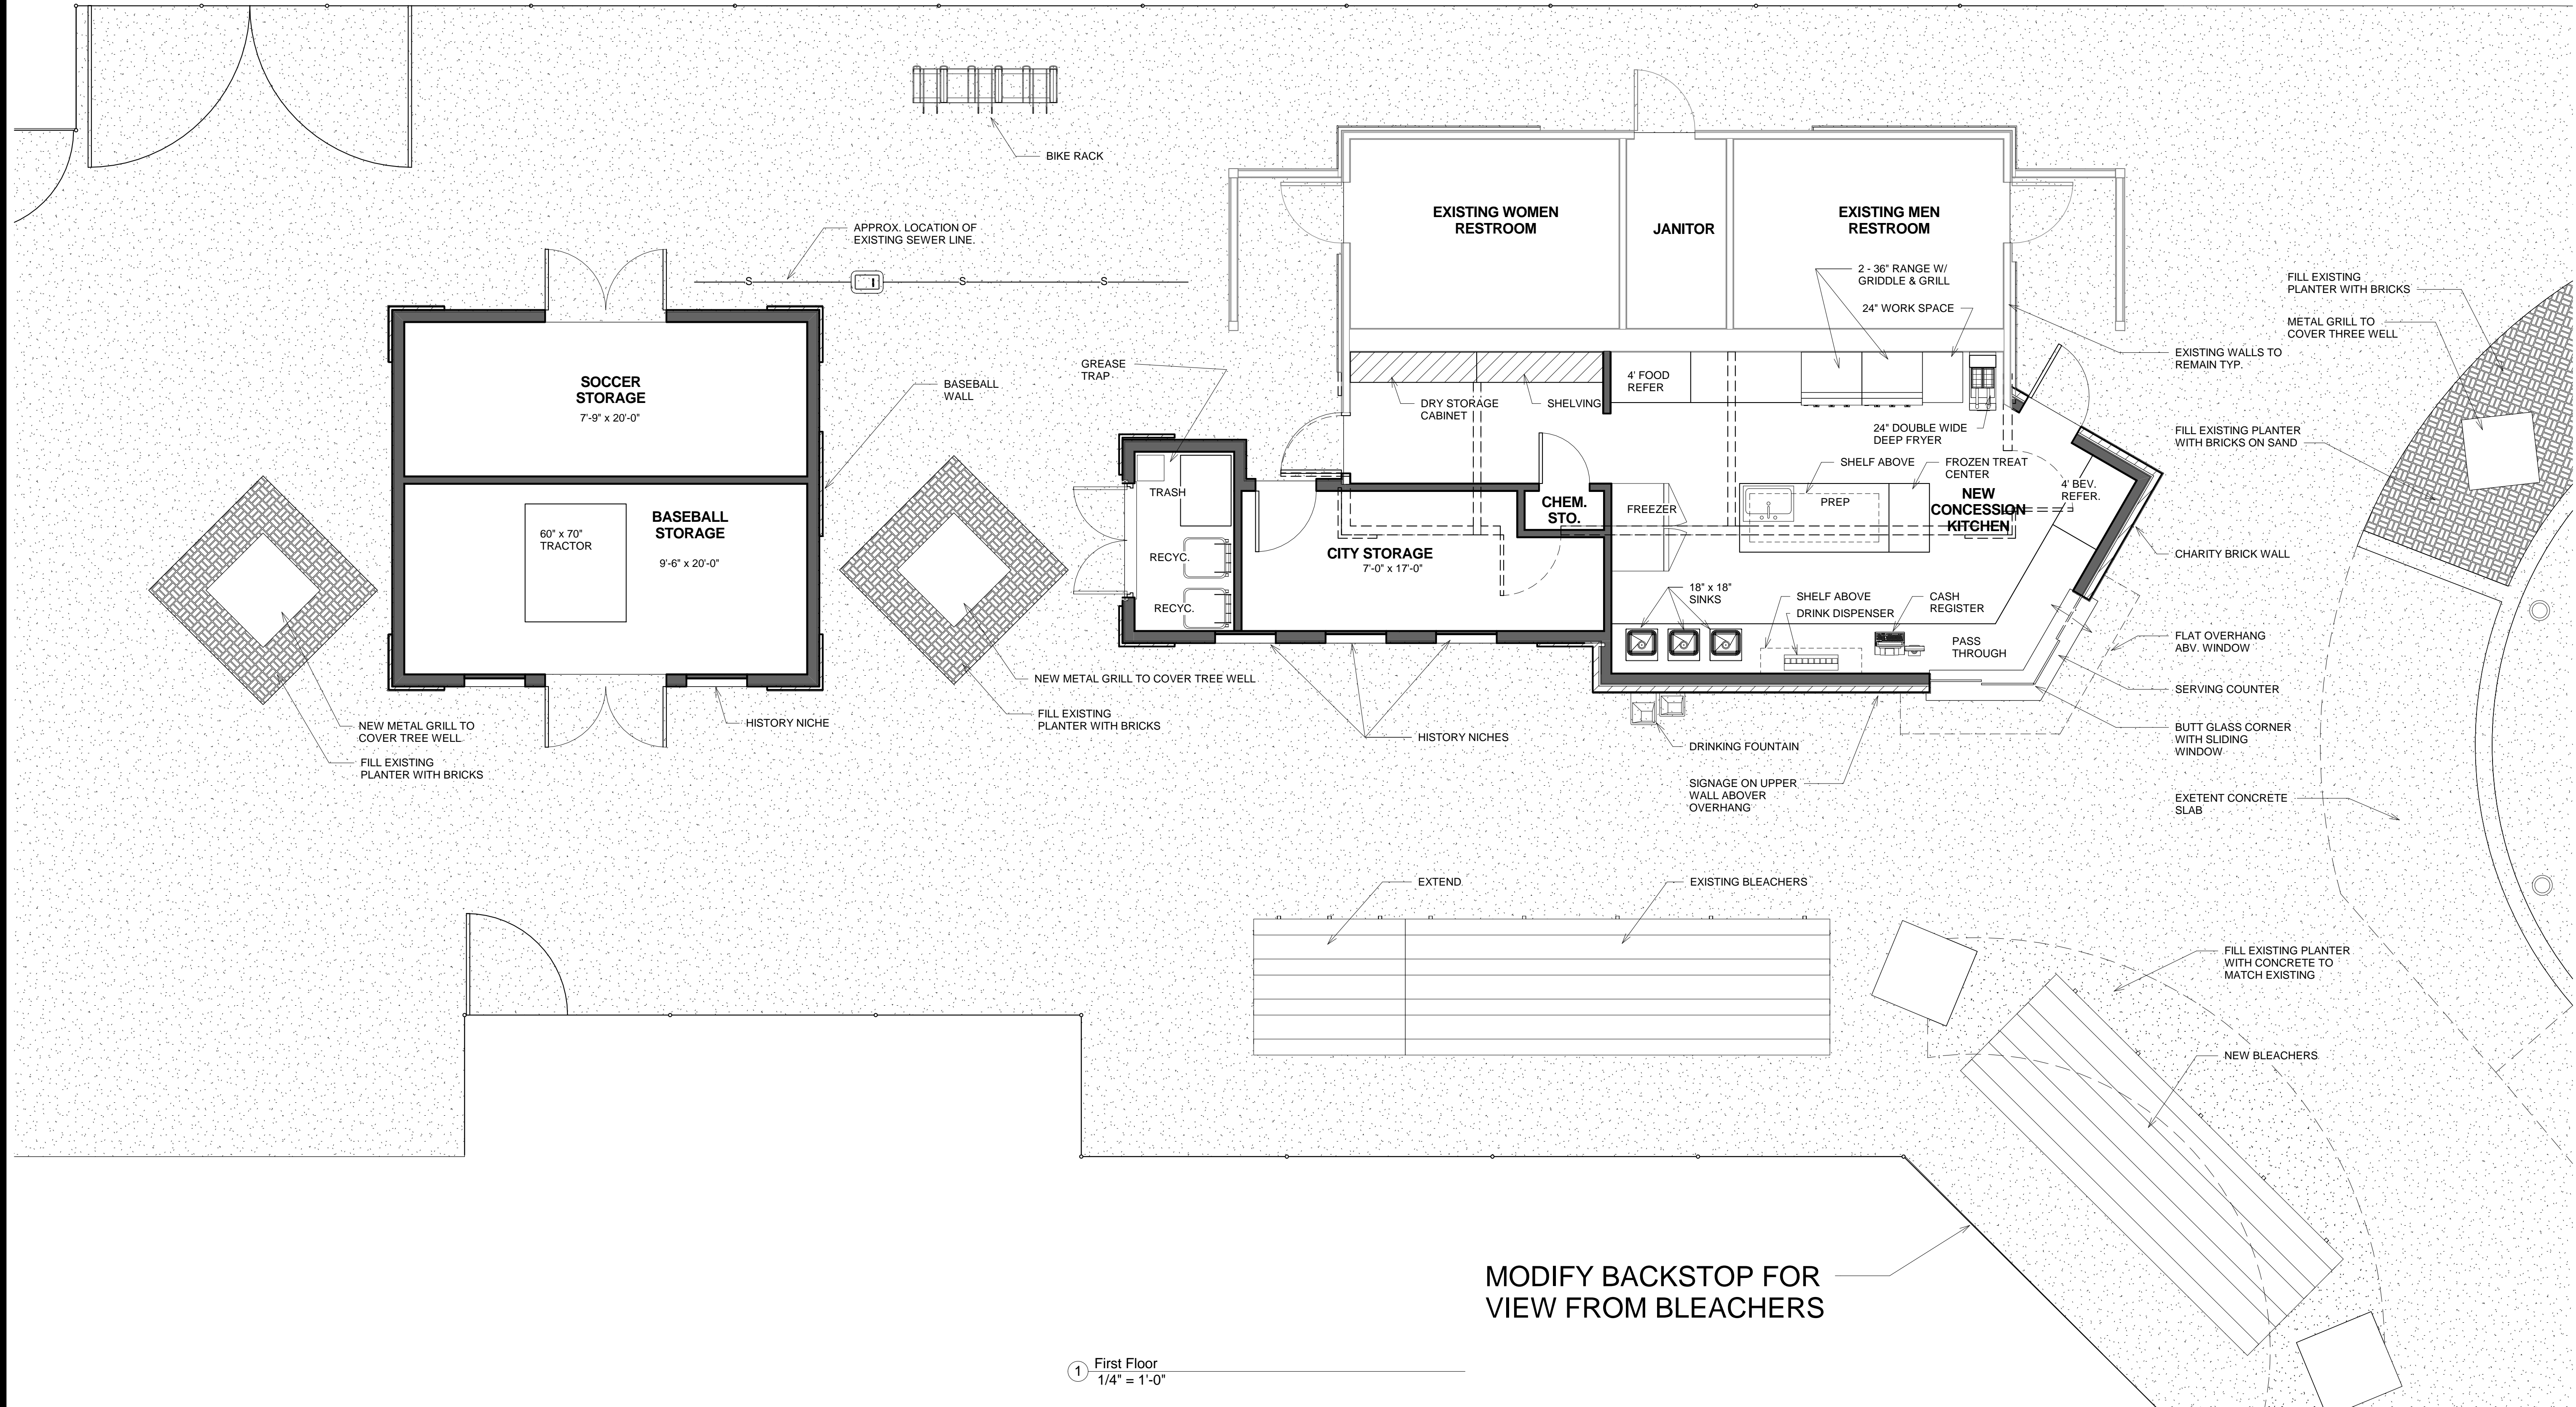 BIKE RACK
APPROX. LOCATION OF
EXISTING SEWER LINE.
S
S
S
EXISTING WOMEN
RESTROOM
JANITOR
EXISTING MEN
RESTROOM
2 - 36" RANGE W/
GRIDDLE & GRILL
24" WORK SPACE
FILL EXISTING
PLANTER WITH BRICKS
METAL GRILL TO
COVER THREE WELL
EXISTING WALLS TO
REMAIN TYP.
GREASE
TRAP
SOCCER
STORAGE
7'-9" x 20'-0"
BASEBALL
WALL
4' FOOD
REFER
DRY STORAGE
CABINET
SHELVING
24" DOUBLE WIDE
DEEP FRYER
FILL EXISTING PLANTER
WITH BRICKS ON SAND
SHELF ABOVE
FROZEN TREAT
CENTER
TRASH
CHEM.
STO.
FREEZER
PREP
NEW
CONCESSION
KITCHEN
4' BEV.
REFER.
60" x 70"
TRACTOR
BASEBALL
STORAGE
9'-6" x 20'-0"
RECYC.
CITY STORAGE
7'-0" x 17'-0"
CHARITY BRICK WALL
RECYC.
18" x 18"
SINKS
SHELF ABOVE
DRINK DISPENSER
CASH
REGISTER
PASS
THROUGH
FLAT OVERHANG
ABV. WINDOW
NEW METAL GRILL TO COVER TREE WELL
SERVING COUNTER
NEW METAL GRILL TO
COVER TREE WELL
HISTORY NICHE
FILL EXISTING
PLANTER WITH BRICKS
HISTORY NICHES
DRINKING FOUNTAIN
BUTT GLASS CORNER
WITH SLIDING
WINDOW
FILL EXISTING
PLANTER WITH BRICKS
SIGNAGE ON UPPER
WALL ABOVER
OVERHANG
EXETENT CONCRETE
SLAB
EXTEND
EXISTING BLEACHERS
FILL EXISTING PLANTER
WITH CONCRETE TO
MATCH EXISTING
NEW BLEACHERS
MODIFY BACKSTOP FOR
VIEW FROM BLEACHERS
1
First Floor
1/4" = 1'-0"